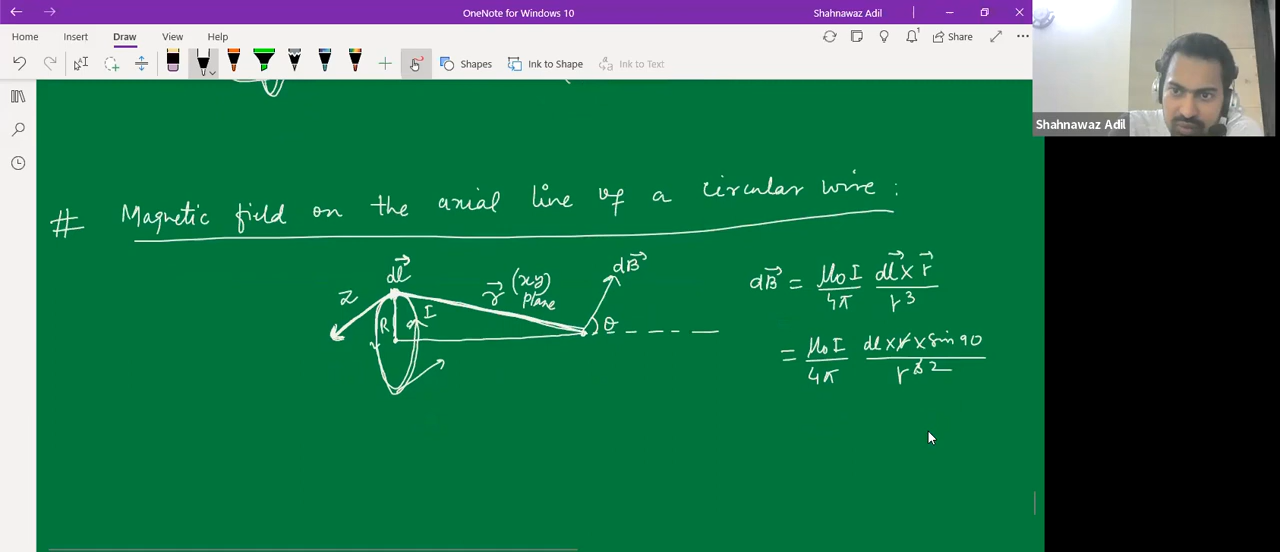 OneNote for Windows 10
Shahnawaz Adil
Home Insert Draw View Help
Share
Shapes Ink to Shape Ink to Text
Shahnawaz Adil
# Magnetic field on the axial line of a circular wire :
dl⃗
z
R
I
r⃗ (xy) plane
dB⃗
θ
dB⃗ = μ₀I/4π dl⃗ × r⃗/r³
= μ₀I/4π dl × r × sin 90/r³ ²